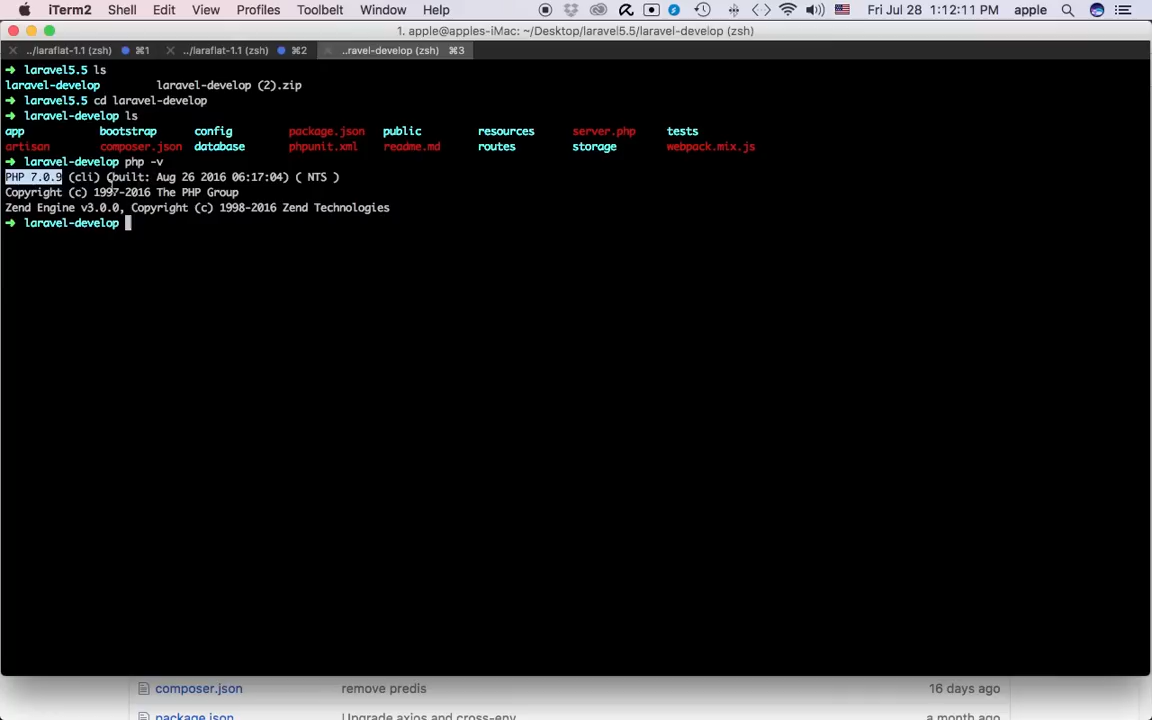 iTerm2 Shell Edit View Profiles Toolbelt Window Help Fri Jul 28 1:12:11 PM apple
1. apple@apples-iMac: ~/Desktop/laravel5.5/laravel-develop (zsh)
../laraflat-1.1 (zsh) ⌘1 ../laraflat-1.1 (zsh) ⌘2 ..ravel-develop (zsh) ⌘3
➜ laravel5.5 ls
laravel-develop laravel-develop (2).zip
➜ laravel5.5 cd laravel-develop
➜ laravel-develop ls
app bootstrap config package.json public resources server.php tests
artisan composer.json database phpunit.xml readme.md routes storage webpack.mix.js
➜ laravel-develop php -v
PHP 7.0.9 (cli) (built: Aug 26 2016 06:17:04) ( NTS )
Copyright (c) 1997-2016 The PHP Group
Zend Engine v3.0.0, Copyright (c) 1998-2016 Zend Technologies
➜ laravel-develop
composer.json remove predis 16 days ago
package.json Upgrade axios and cross-env a month ago